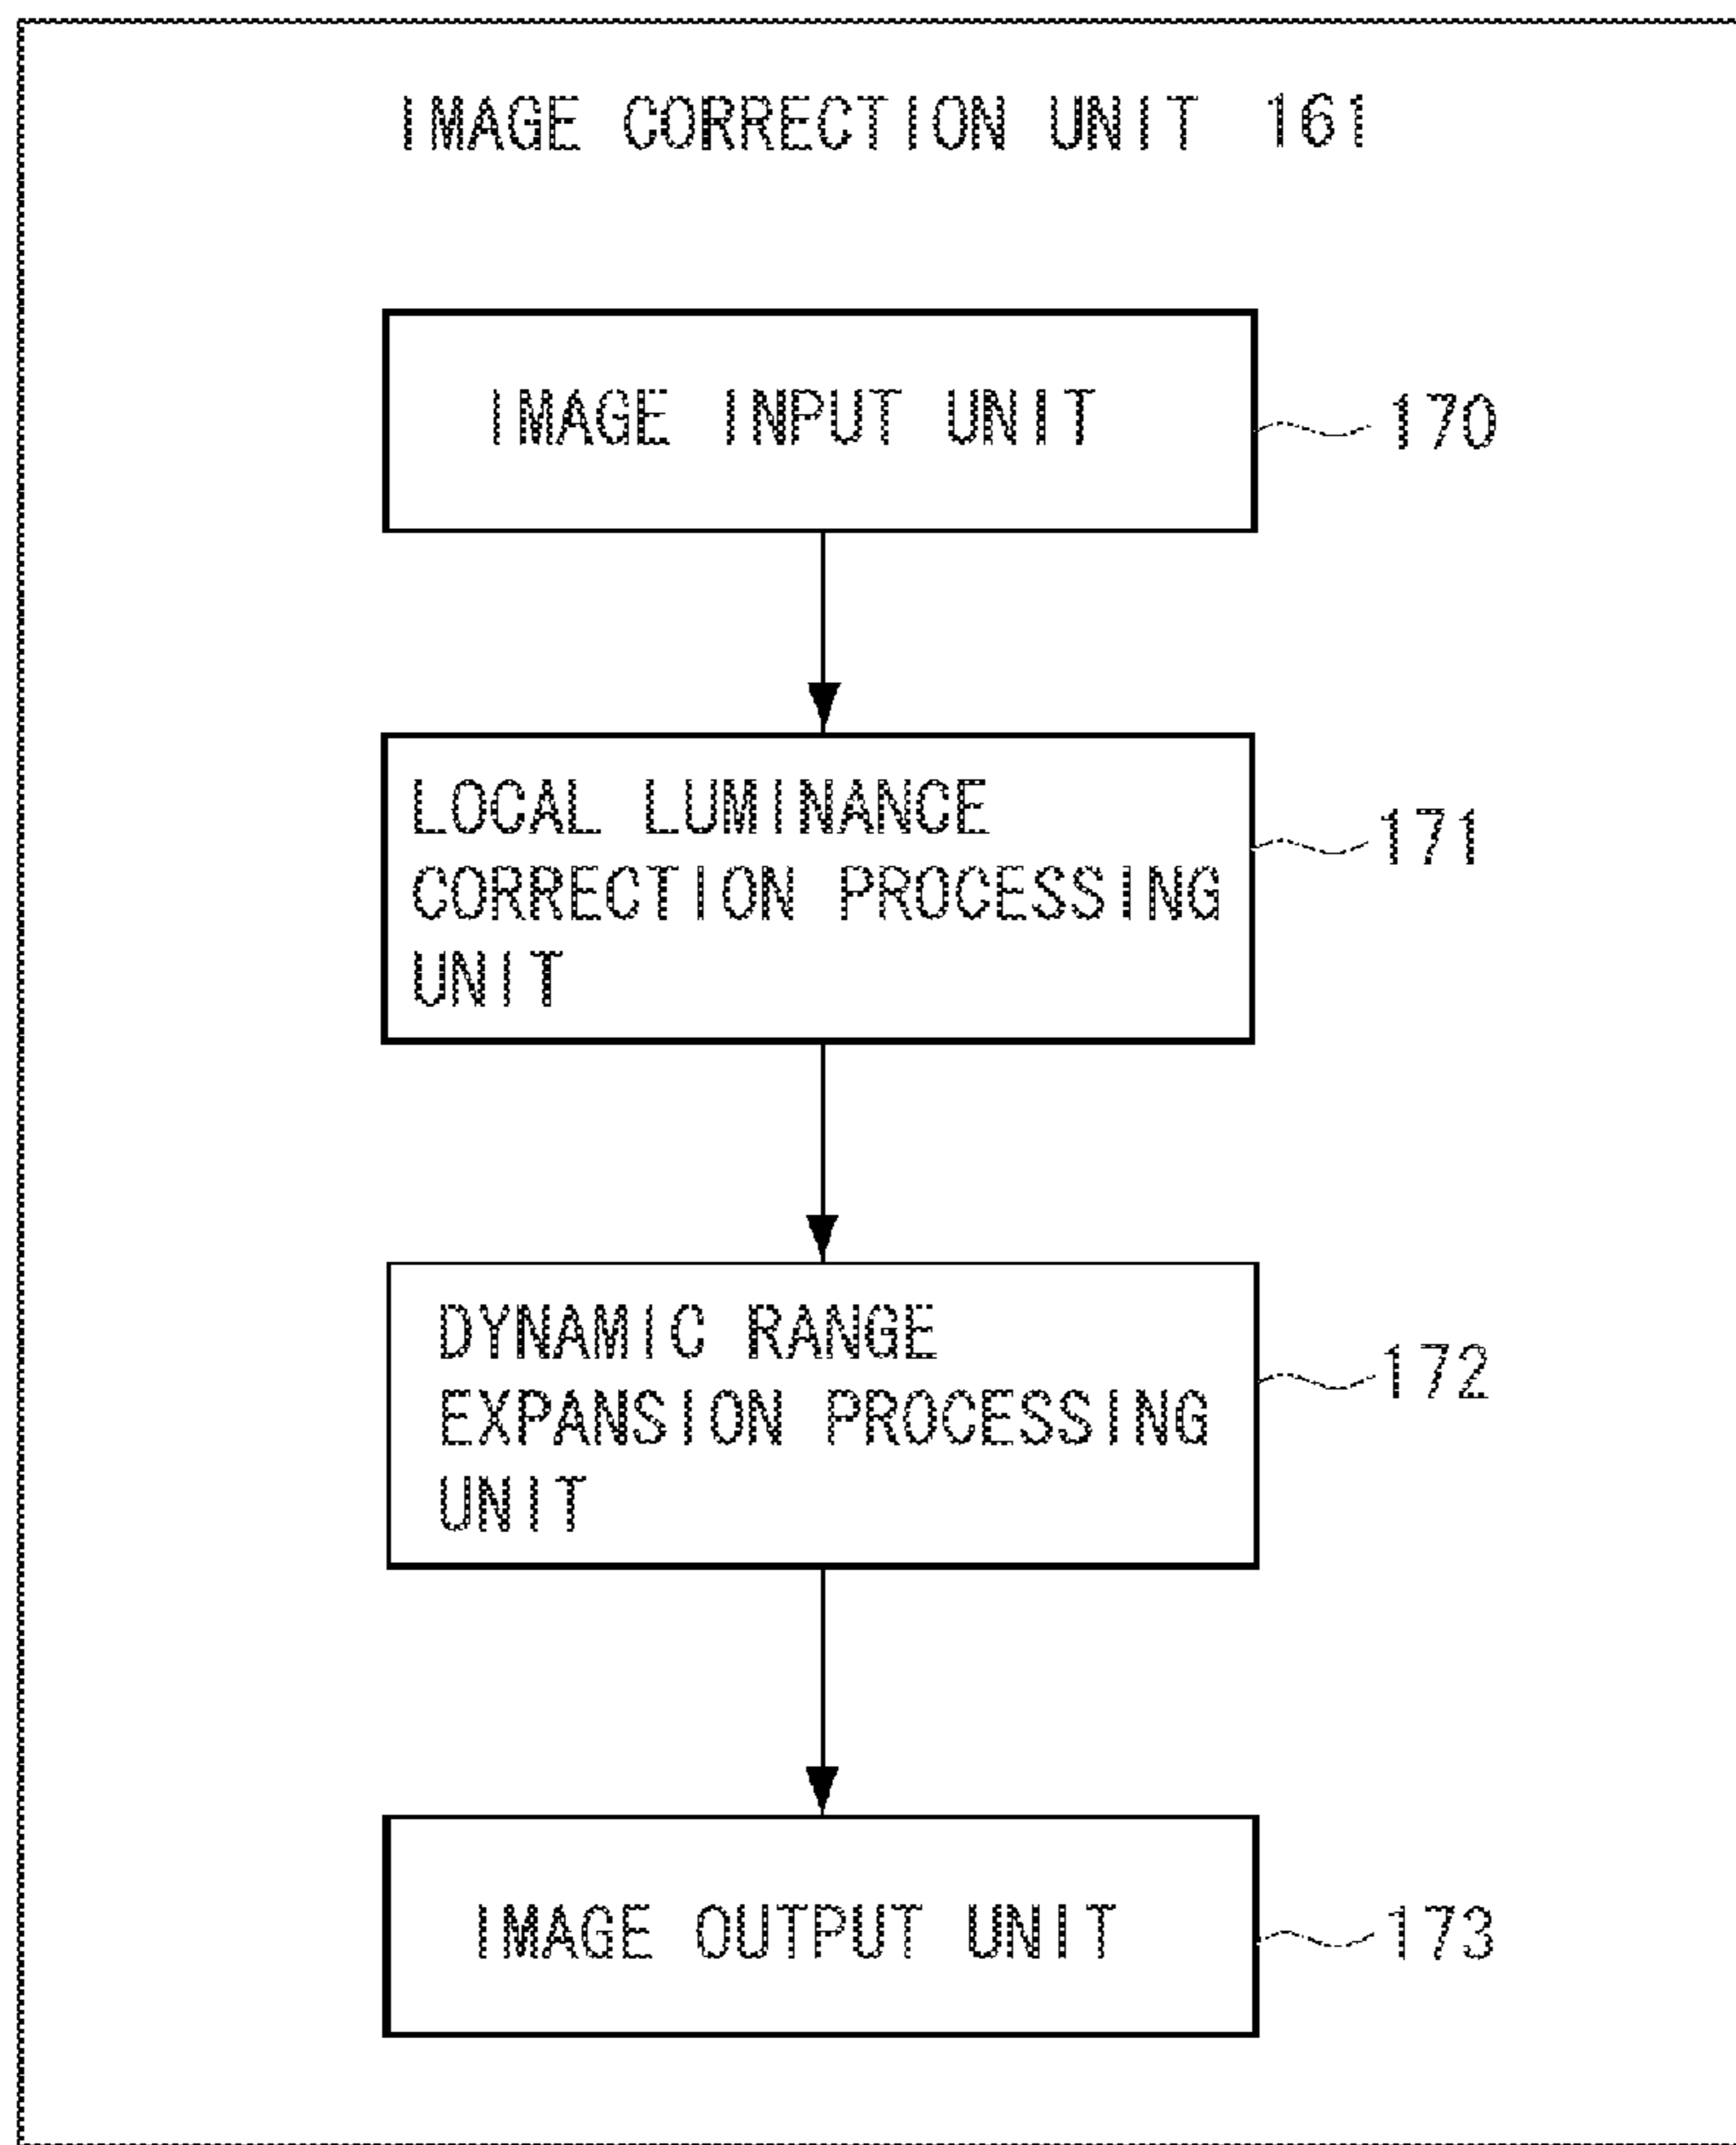 IMAGE CORRECTION UNIT 161
IMAGE INPUT UNIT
170
LOCAL LUMINANCE
CORRECTION PROCESSING
UNIT
171
DYNAMIC RANGE
EXPANSION PROCESSING
UNIT
172
IMAGE OUTPUT UNIT
173